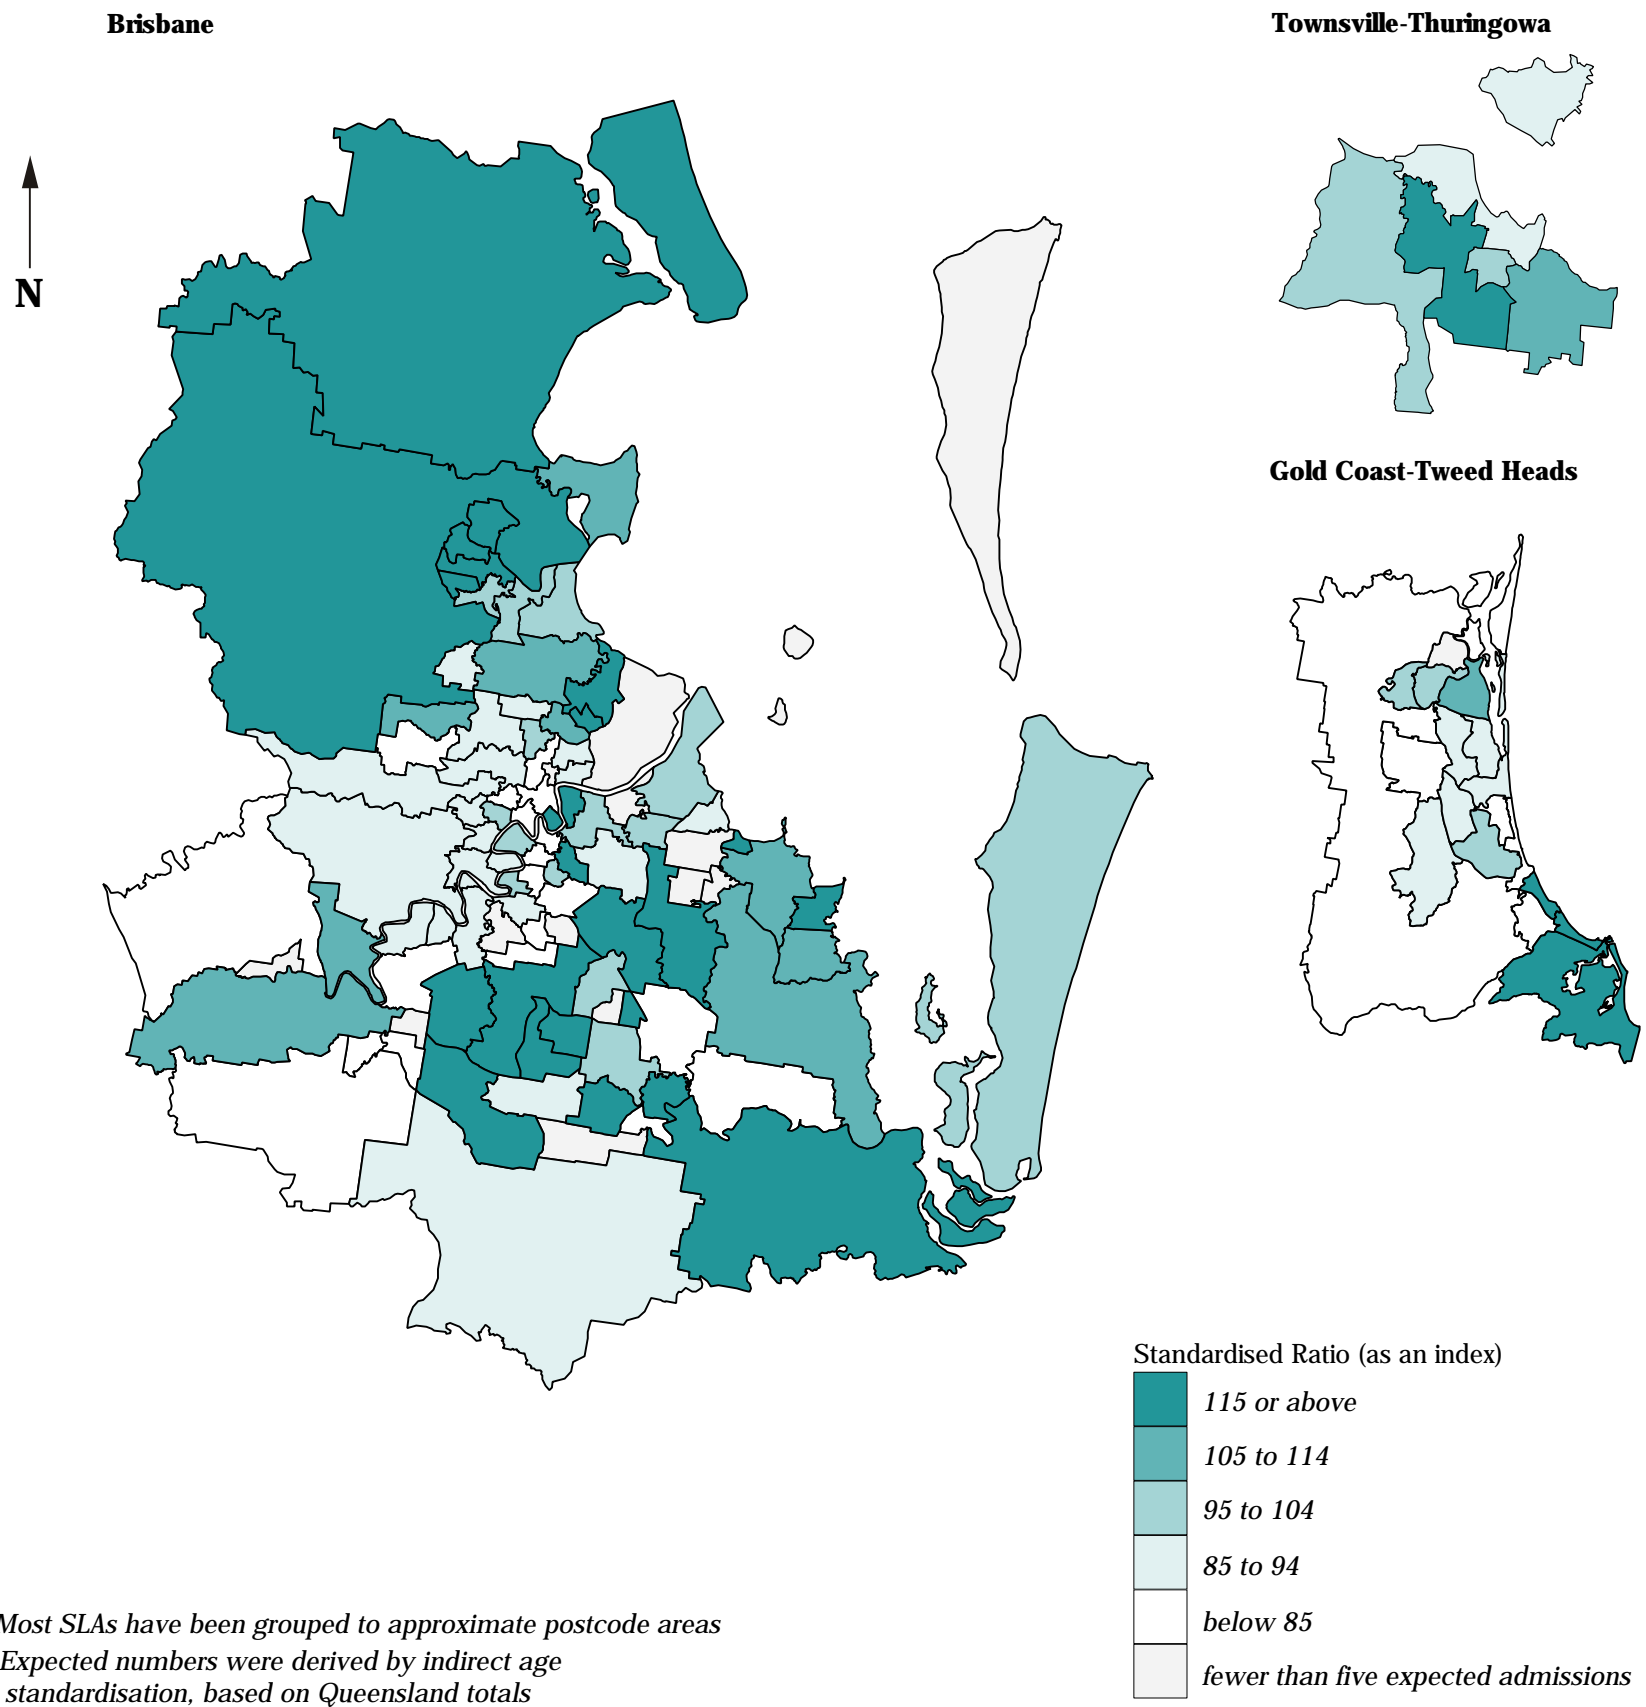 Brisbane
Townsville-Thuringowa
N
Gold Coast-Tweed Heads
Standardised Ratio (as an index)
115 or above
105 to 114
95 to 104
85 to 94
below 85
fewer than five expected admissions
Most SLAs have been grouped to approximate postcode areas
Expected numbers were derived by indirect age
standardisation, based on Queensland totals